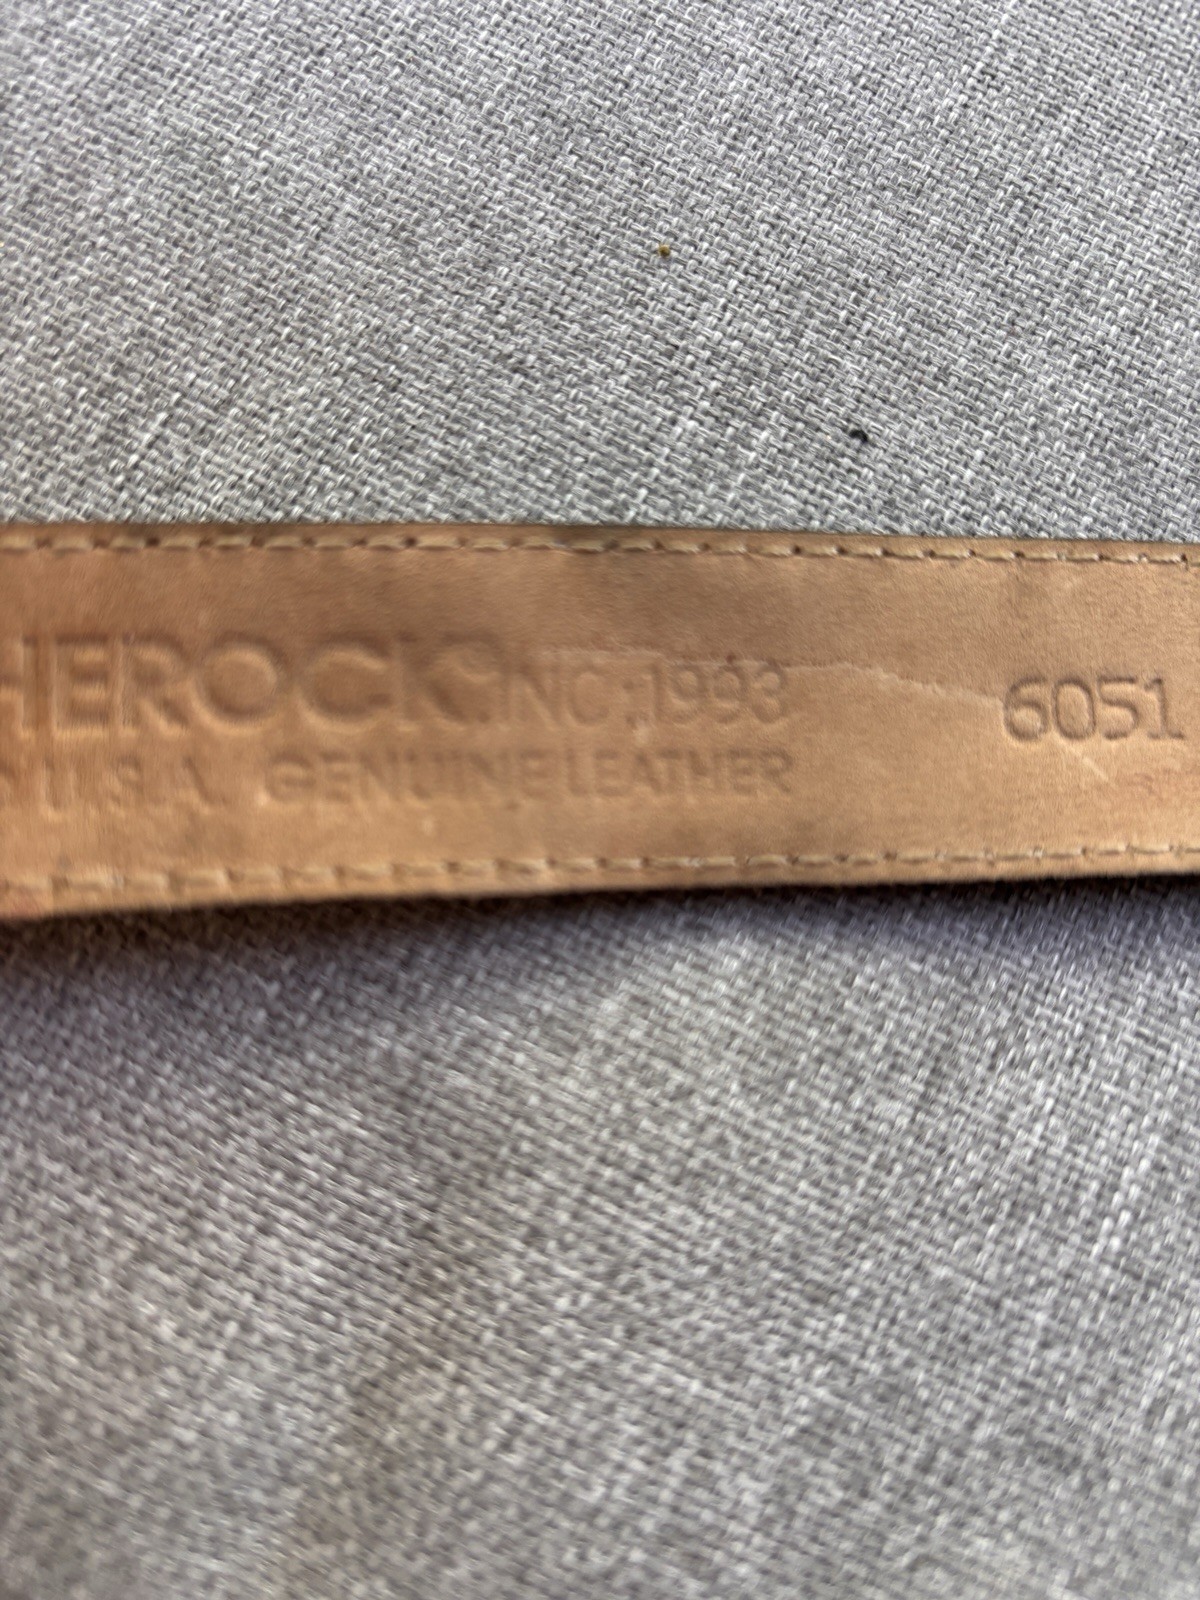 HEROCK® INC. 1993 6051
U.S.A. GENUINE LEATHER